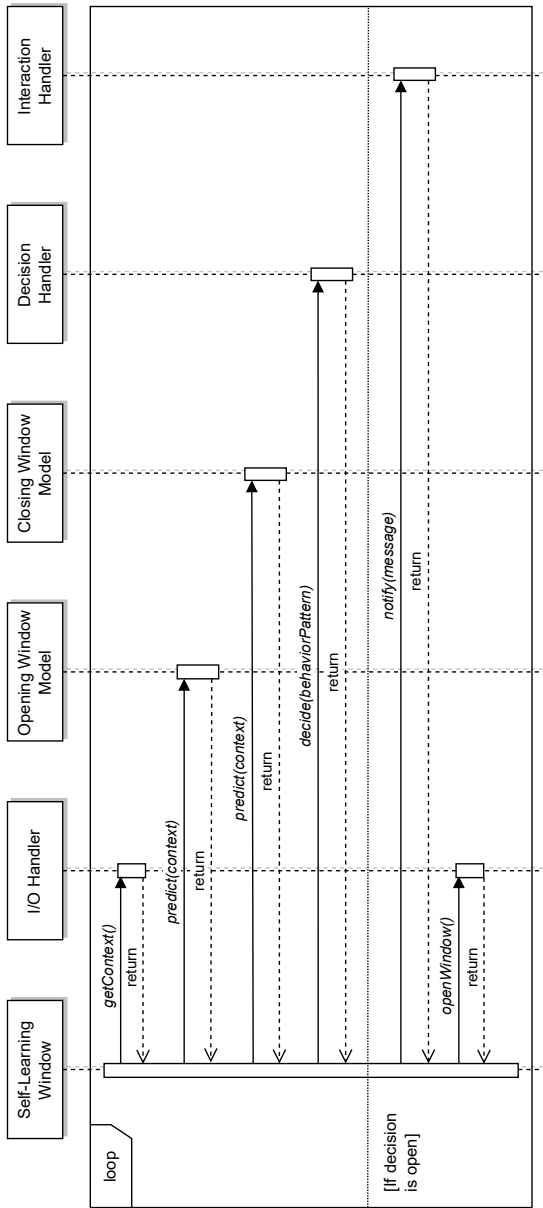 Self-Learning
Window
I/O Handler
Opening Window
Model
Closing Window
Model
Decision
Handler
Interaction
Handler
loop
getContext()
return
predict(context)
return
predict(context)
return
decide(behaviorPattern)
return
[If decision
is open]
notify(message)
return
openWindow()
return